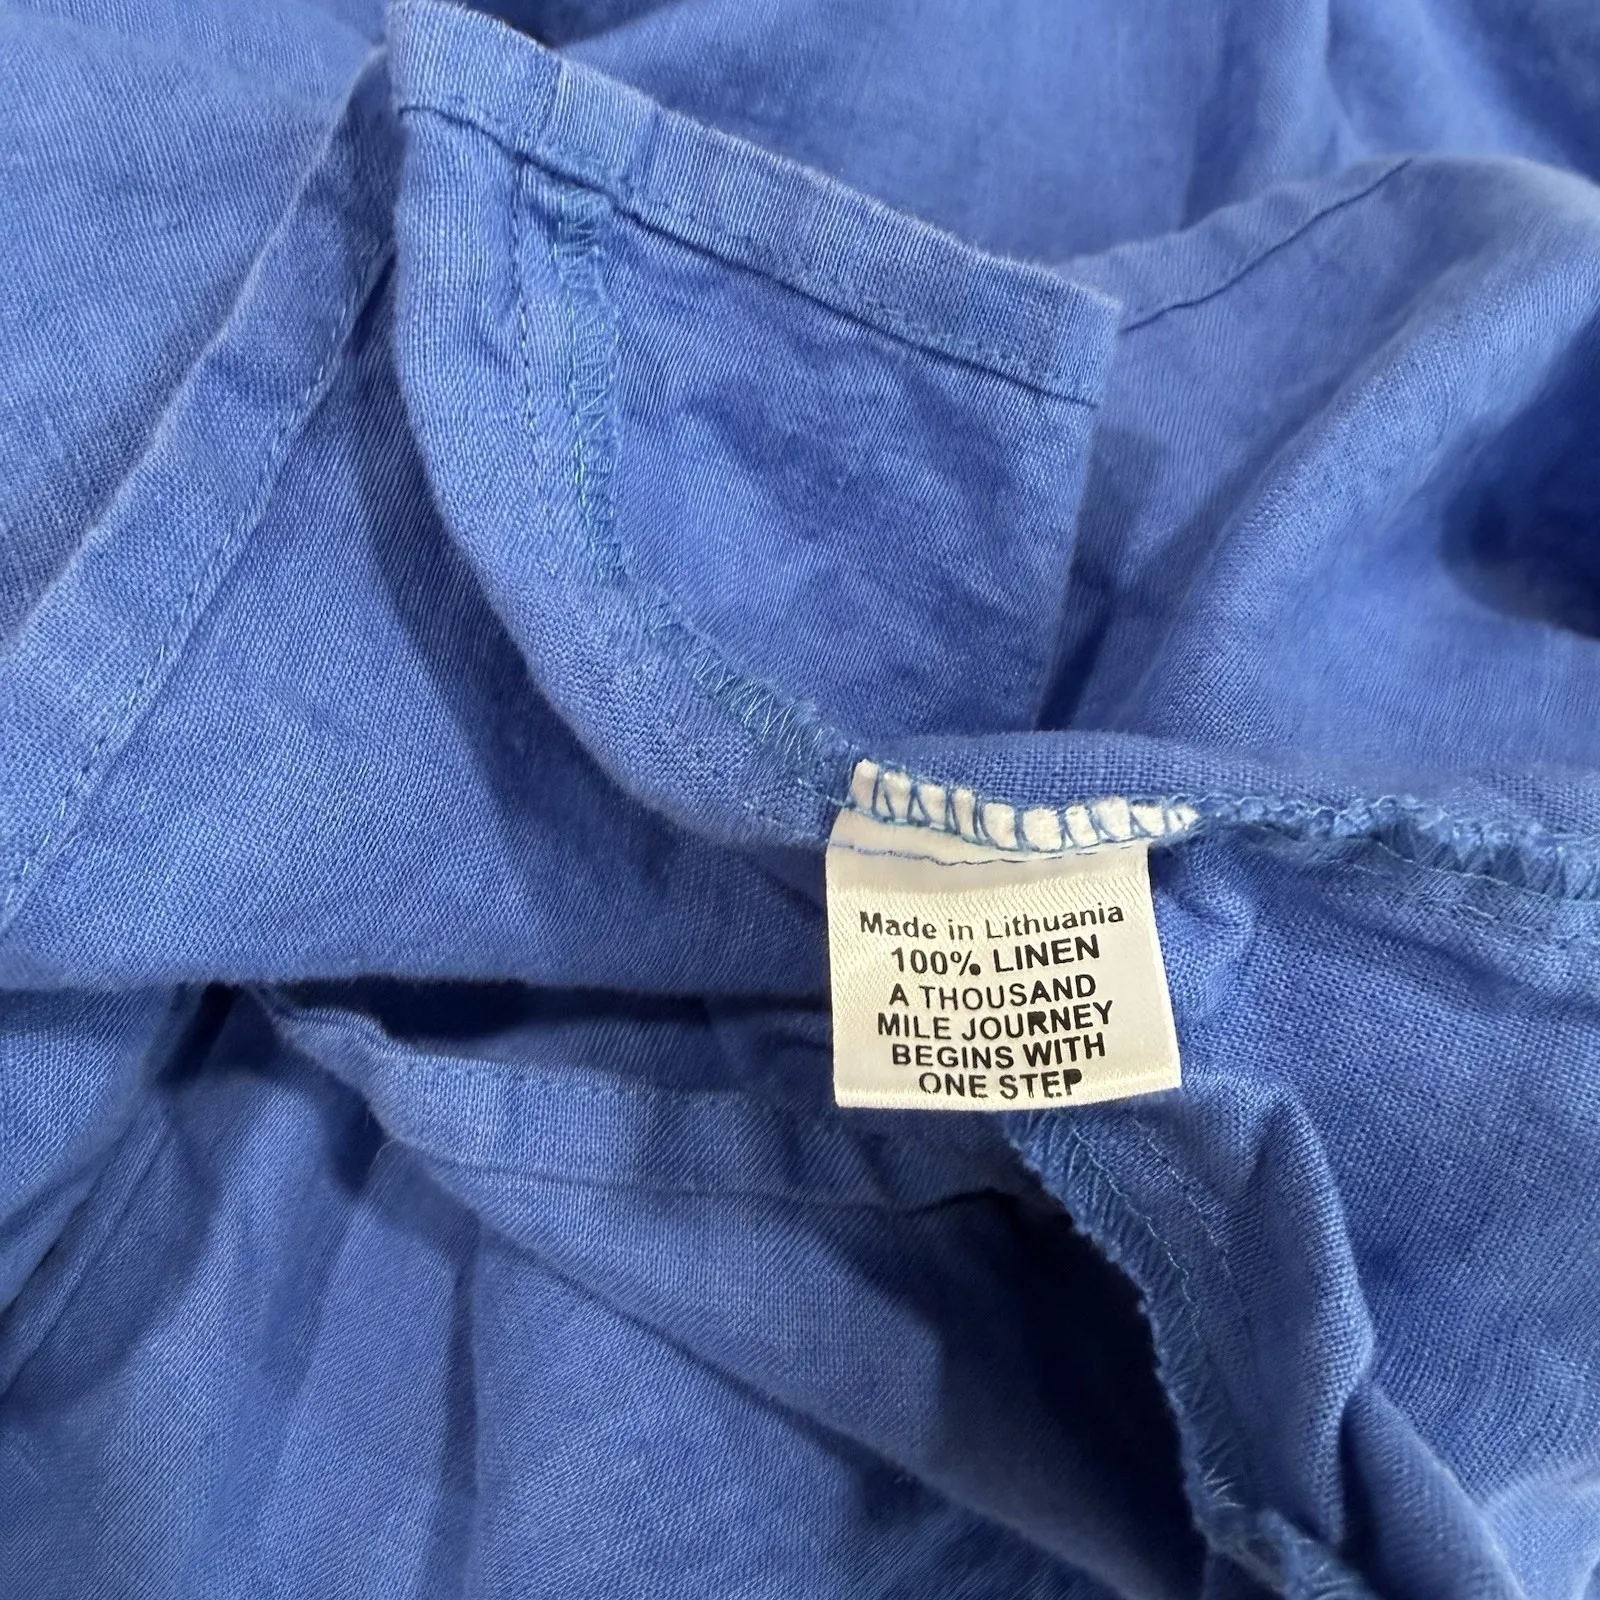 Made in Lithuania
100% LINEN
A THOUSAND
MILE JOURNEY
BEGINS WITH
ONE STEP